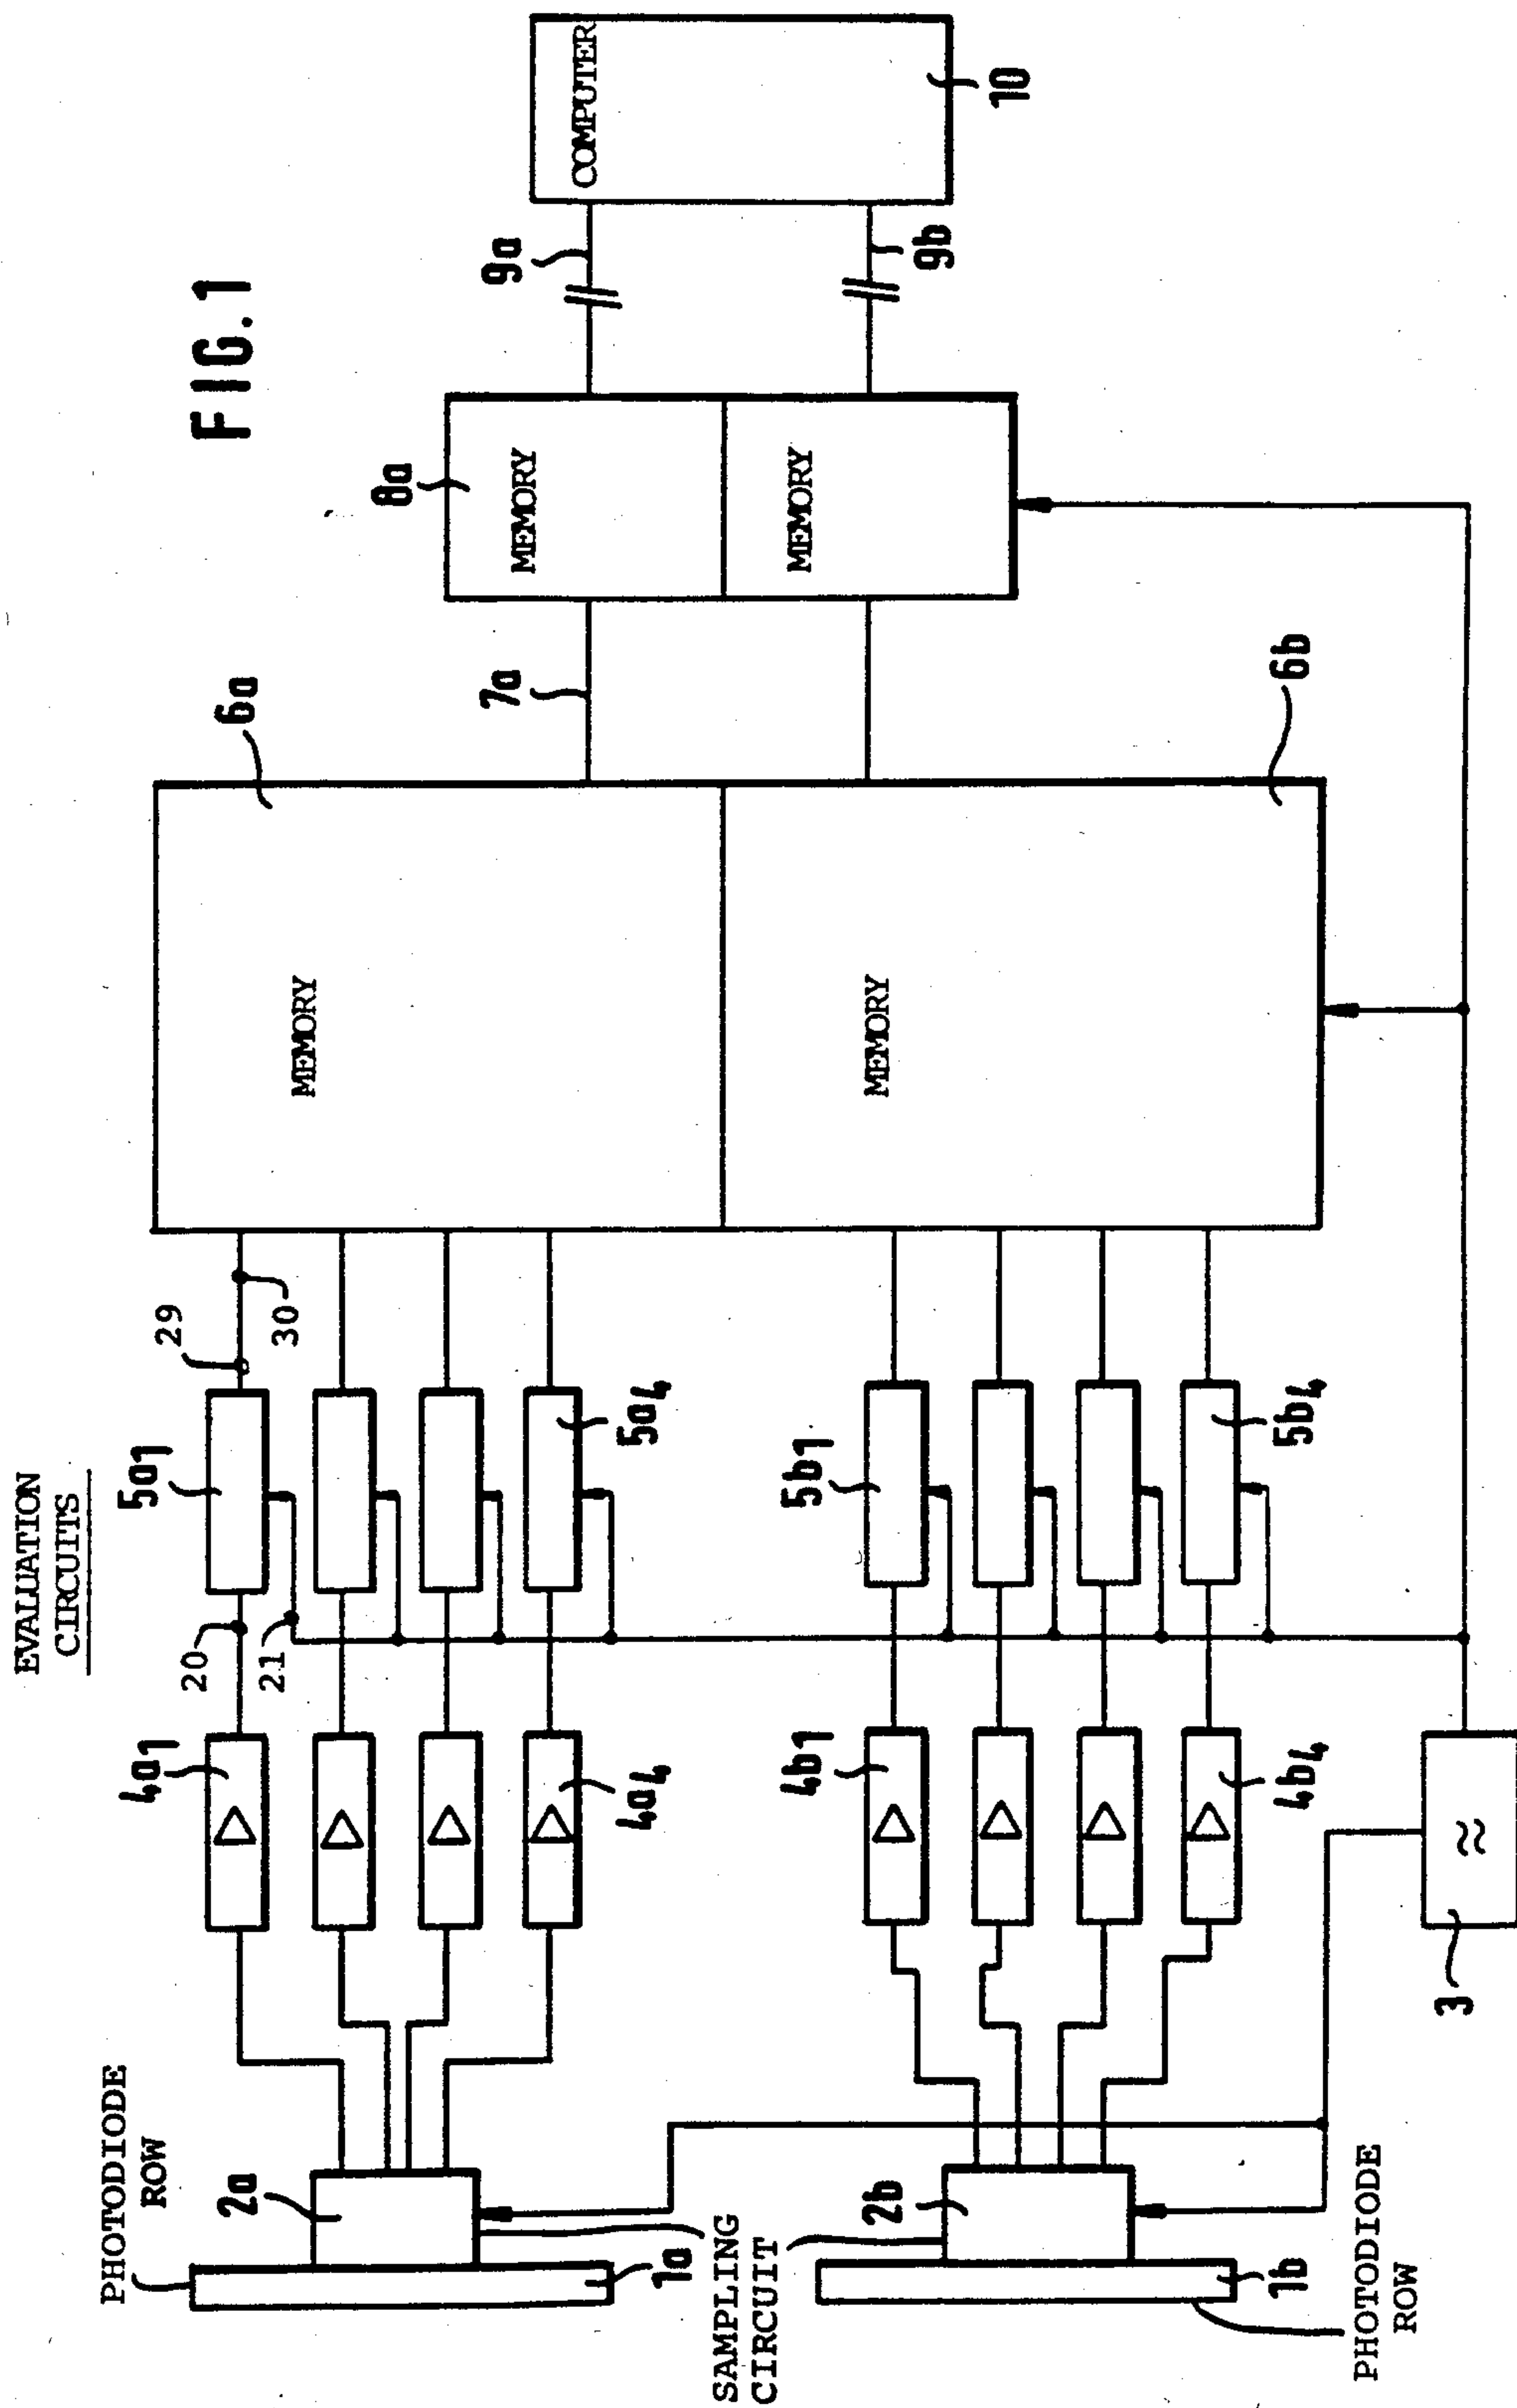 FIG. 1
EVALUATION
CIRCUITS
PHOTODIODE
ROW
2a
1a
SAMPLING
CIRCUIT
2b
1b
PHOTODIODE
ROW
3
≈
4a1
4a4
4b1
4b4
20
21
5a1
5a4
5b1
5b4
29
30
6a
MEMORY
MEMORY
6b
7a
8a
MEMORY
MEMORY
9a
9b
COMPUTER
10